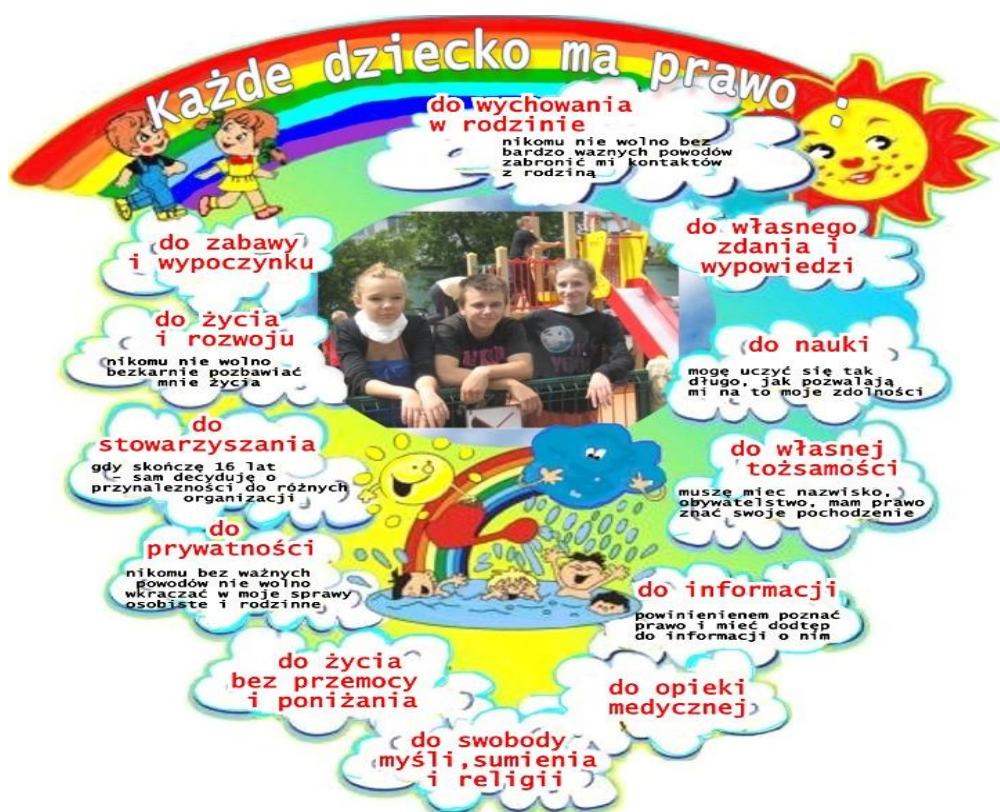 Każde dziecko ma prawo :
do wychowania
w rodzinie
nikomu nie wolno bez
bardzo waznych powodów
zabronić mi kontaktów
z rodziną
do zabawy
i wypoczynku
do własnego
zdania i
wypowiedzi
do życia
i rozwoju
nikomu nie wolno
bezkarnie pozbawiać
mnie życia
do nauki
mogę uczyć się tak
długo, jak pozwalają
mi na to moje zdolności
do
stowarzyszania
gdy skończę 16 lat
- sam decyduję o
przynalezności do różnych
organizacji
do własnej
tożsamości
muszę miec nazwisko,
obywatelstwo, mam prawo
znać swoje pochodzenie
do
prywatności
nikomu bez ważnych
powodów nie wolno
wkraczać w moje sprawy
osobiste i rodzinne
do informacji
powinienienem poznać
prawo i mieć dodtęp
do informacji o nim
do życia
bez przemocy
i poniżania
do opieki
medycznej
do swobody
myśli,sumienia
i religii